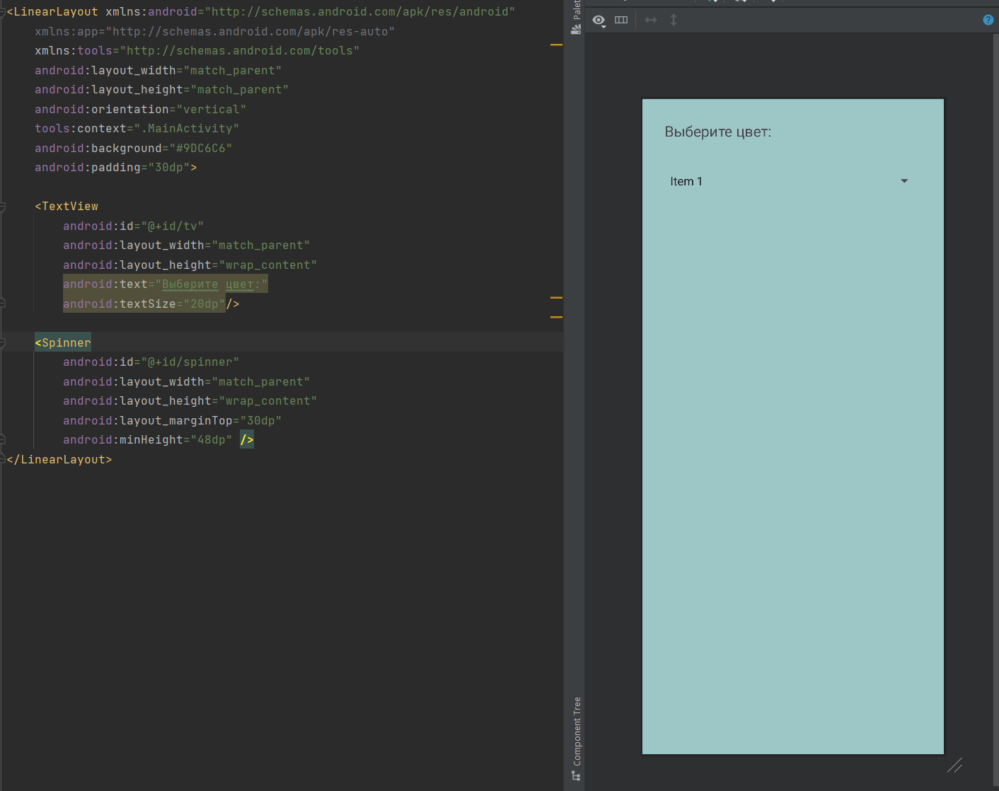 <LinearLayout xmlns:android="http://schemas.android.com/apk/res/android"
xmlns:app="http://schemas.android.com/apk/res-auto"
xmlns:tools="http://schemas.android.com/tools"
android:layout_width="match_parent"
android:layout_height="match_parent"
android:orientation="vertical"
tools:context=".MainActivity"
android:background="#9DC6C6"
android:padding="30dp">
<TextView
android:id="@+id/tv"
android:layout_width="match_parent"
android:layout_height="wrap_content"
android:text="Выберите цвет:"
android:textSize="20dp"/>
<Spinner
android:id="@+id/spinner"
android:layout_width="match_parent"
android:layout_height="wrap_content"
android:layout_marginTop="30dp"
android:minHeight="48dp" />
</LinearLayout>
Component Tree
?
Выберите цвет:
Item 1